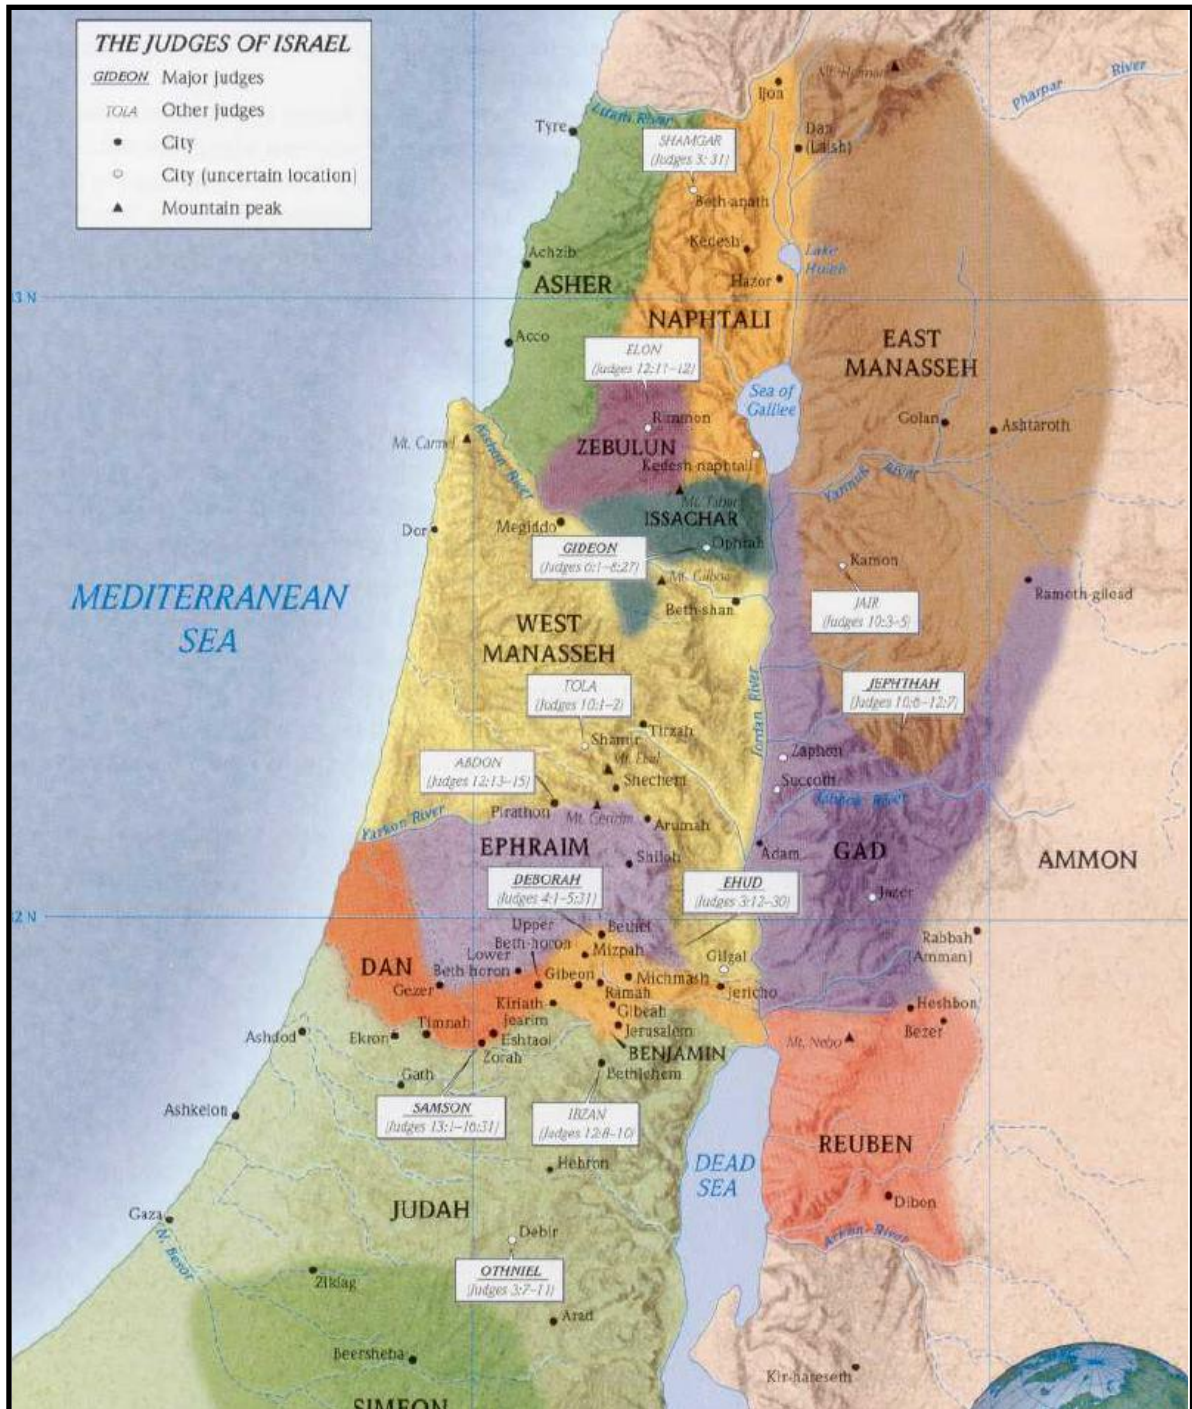 THE JUDGES OF ISRAEL
GIDEON Major judges
TOLA Other judges
City
City (uncertain location)
Mountain peak
Mt. Hermon
Pharpar River
Ijon
Litani River
Tyre
Dan
(Laish)
SHAMGAR
(Judges 3: 31)
Beth-anath
Kedesh
Lake
Huleh
Achzib
Hazor
ASHER
3 N
NAPHTALI
EAST
MANASSEH
Acco
ELON
(Judges 12:11–12)
Sea of
Galilee
Rimmon
Golan
Ashtaroth
Mt. Carmel
Kishon River
ZEBULUN
Kedesh-naphtali
Yarmuk River
Mt. Tabor
ISSACHAR
Dor
Megiddo
Ophrah
GIDEON
(Judges 6:1–8:27)
Kamon
Mt. Gilboa
Rameth-gilead
Beth-shan
JAIR
(Judges 10:3–5)
MEDITERRANEAN
SEA
WEST
MANASSEH
TOLA
(Judges 10:1–2)
JEPHTHAH
(Judges 10:6–12:7)
Jordan River
Tirzah
Shamir
Zaphon
Mt. Ebal
ABDON
(Judges 12:13–15)
Shechem
Succoth
Jabbok River
Pirathon
Mt. Gerizim
Arumah
Yarkon River
EPHRAIM
Shiloh
Adam
GAD
AMMON
DEBORAH
(Judges 4:1–5:31)
EHUD
(Judges 3:12–30)
Jazer
2 N
Upper
Beth-horon
Bethel
Mizpah
Rabbah
(Amman)
Lower
Beth-horon
Gilgal
DAN
Gezer
Gibeon
Michmash
Ramah
Jericho
Kiriath-
Jearim
Gibeah
Heshbon
Bezer
Timnah
Jerusalem
Ashdod
Ekron
Eshtaol
Zorah
Mt. Nebo
BENJAMIN
Bethlehem
Gath
Ashkelon
SAMSON
(Judges 13:1–16:31)
IBZAN
(Judges 12:8–10)
REUBEN
Hebron
DEAD
SEA
Dibon
JUDAH
Gaza
Debir
Arnon River
N. Besor
OTHNIEL
(Judges 3:7–11)
Ziklag
Arad
Beersheba
Kir-hareseth
SIMEON